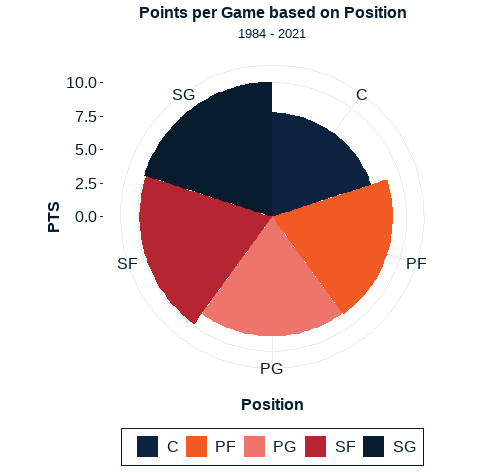 Points per Game based on Position
1984 - 2021
10.0
7.5
5.0
2.5
0.0
PTS
SG
C
SF
PF
PG
Position
C PF PG SF SG